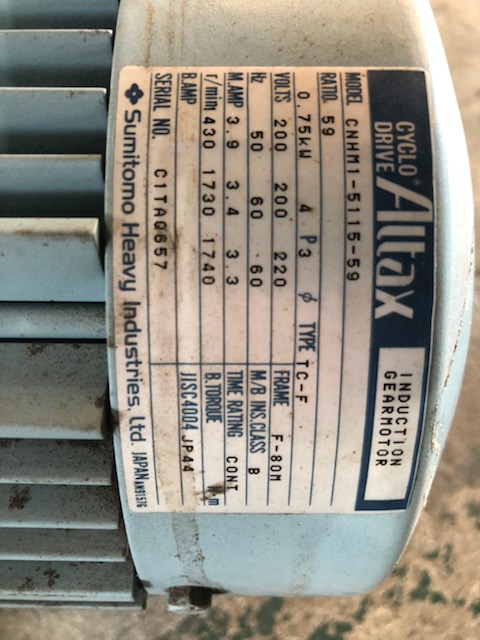 CYCLO® DRIVE Altax INDUCTION GEARMOTOR
MODEL CNHM1-5115-59
RATIO 59
0.75kW 4 P 3 ϕ TYPE TC-F
VOLTS 200 200 220 FRAME F-80M
Hz 50 60 60 M/B INS.CLASS B
M.AMP 3.9 3.4 3.3 TIME RATING CONT
r/min 430 1730 1740 B.TORQUE
B.AMP JISC4004 JP44
SERIAL NO. C1TAQ657
Sumitomo Heavy Industries, Ltd. JAPAN